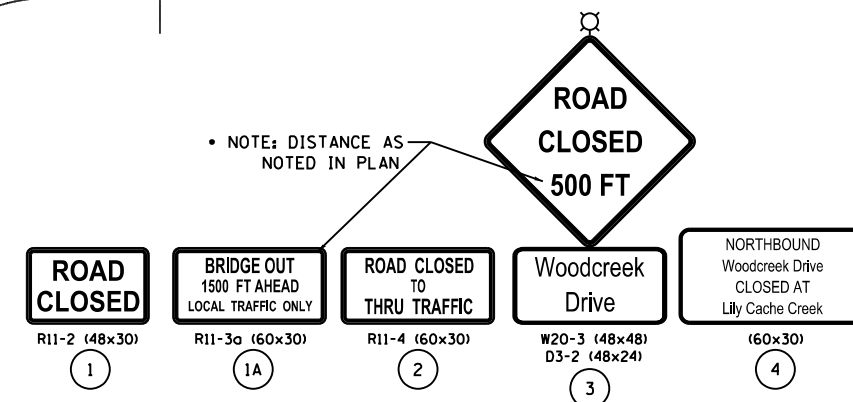 • NOTE: DISTANCE AS
NOTED IN PLAN
ROAD
CLOSED
500 FT
ROAD
CLOSED
R11-2 (48x30)
1
BRIDGE OUT
1500 FT AHEAD
LOCAL TRAFFIC ONLY
R11-3a (60x30)
1A
ROAD CLOSED
TO
THRU TRAFFIC
R11-4 (60x30)
2
Woodcreek
Drive
W20-3 (48x48)
D3-2 (48x24)
3
NORTHBOUND
Woodcreek Drive
CLOSED AT
Lily Cache Creek
(60x30)
4